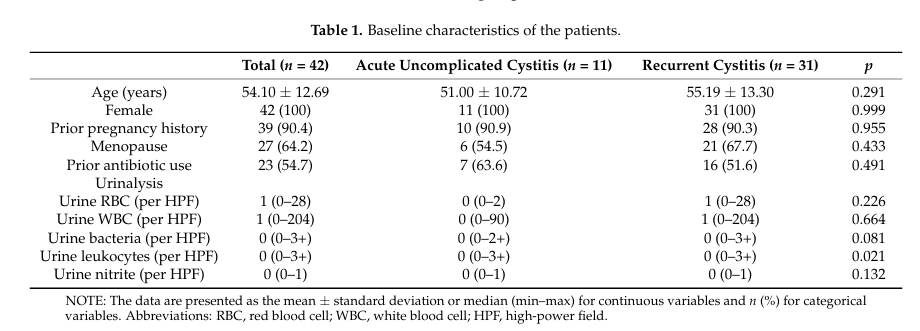 Table 1. Baseline characteristics of the patients.
Total (n = 42) Acute Uncomplicated Cystitis (n = 11) Recurrent Cystitis (n = 31) p
Age (years) 54.10 ± 12.69 51.00 ± 10.72 55.19 ± 13.30 0.291
Female 42 (100) 11 (100) 31 (100) 0.999
Prior pregnancy history 39 (90.4) 10 (90.9) 28 (90.3) 0.955
Menopause 27 (64.2) 6 (54.5) 21 (67.7) 0.433
Prior antibiotic use 23 (54.7) 7 (63.6) 16 (51.6) 0.491
Urinalysis
Urine RBC (per HPF) 1 (0–28) 0 (0–2) 1 (0–28) 0.226
Urine WBC (per HPF) 1 (0–204) 0 (0–90) 1 (0–204) 0.664
Urine bacteria (per HPF) 0 (0–3+) 0 (0–2+) 0 (0–3+) 0.081
Urine leukocytes (per HPF) 0 (0–3+) 0 (0–3+) 0 (0–3+) 0.021
Urine nitrite (per HPF) 0 (0–1) 0 (0–1) 0 (0–1) 0.132
NOTE: The data are presented as the mean ± standard deviation or median (min–max) for continuous variables and n (%) for categorical
variables. Abbreviations: RBC, red blood cell; WBC, white blood cell; HPF, high-power field.